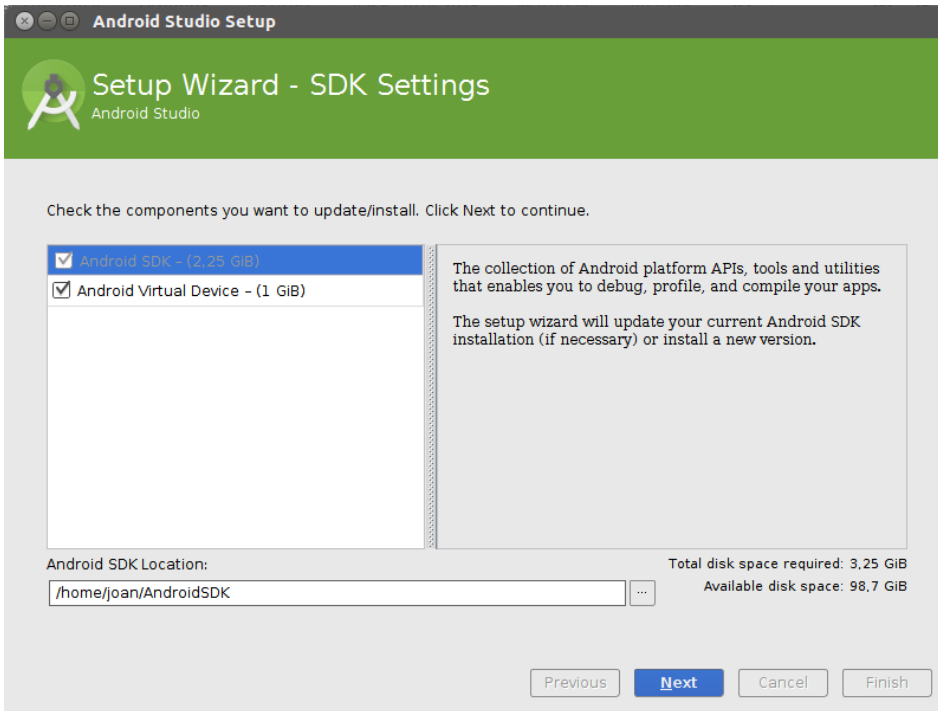 Android Studio Setup
Setup Wizard - SDK Settings
Android Studio
Check the components you want to update/install. Click Next to continue.
Android SDK – (2,25 GiB)
Android Virtual Device – (1 GiB)
The collection of Android platform APIs, tools and utilities
that enables you to debug, profile, and compile your apps.
The setup wizard will update your current Android SDK
installation (if necessary) or install a new version.
Android SDK Location:
/home/joan/AndroidSDK
...
Total disk space required: 3,25 GiB
Available disk space: 98,7 GiB
Previous
Next
Cancel
Finish